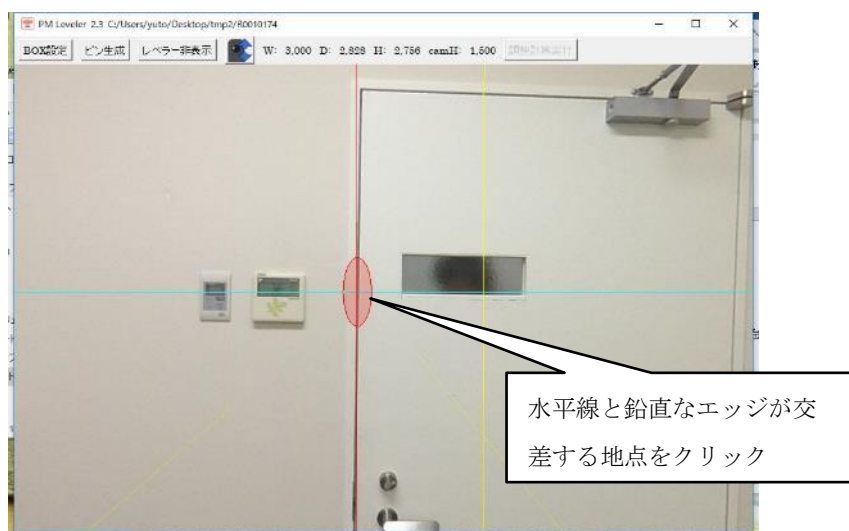 PM Leveler 2.3 C:/Users/yuto/Desktop/tmp2/R0010174
BOX設定 ピン生成 レベラー非表示 W: 3,000 D: 2,828 H: 2,756 camH: 1,500
水平線と鉛直なエッジが交
差する地点をクリック